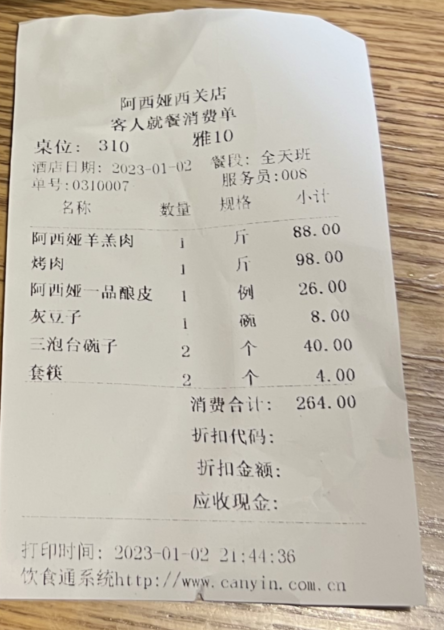 阿西娅西关店
客人就餐消费单
桌位: 310 雅10
酒店日期: 2023-01-02 餐段: 全天班
单号:0310007 服务员:008
名称 数量 规格 小计
阿西娅羊羔肉 1 斤 88.00
烤肉 1 斤 98.00
阿西娅一品酿皮 1 例 26.00
灰豆子 1 碗 8.00
三泡台碗子 2 个 40.00
套筷 2 个 4.00
消费合计: 264.00
折扣代码:
折扣金额:
应收现金:
打印时间: 2023-01-02 21:44:36
饮食通系统http://www.canyin.com.cn